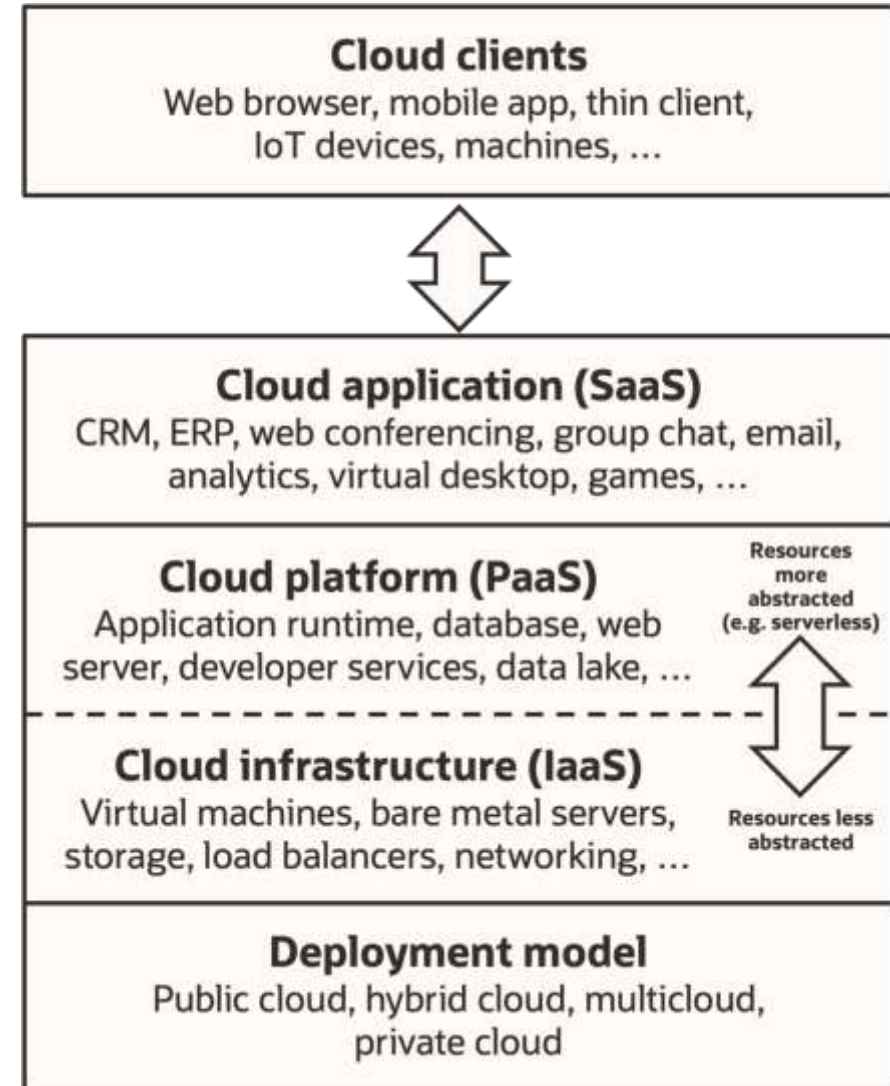 Cloud clients
Web browser, mobile app, thin client,
IoT devices, machines, ...
Cloud application (SaaS)
CRM, ERP, web conferencing, group chat, email,
analytics, virtual desktop, games, ...
Cloud platform (PaaS)
Application runtime, database, web
server, developer services, data lake, ...
Resources
more
abstracted
(e.g. serverless)
Cloud infrastructure (IaaS)
Virtual machines, bare metal servers,
storage, load balancers, networking, ...
Resources less
abstracted
Deployment model
Public cloud, hybrid cloud, multicloud,
private cloud